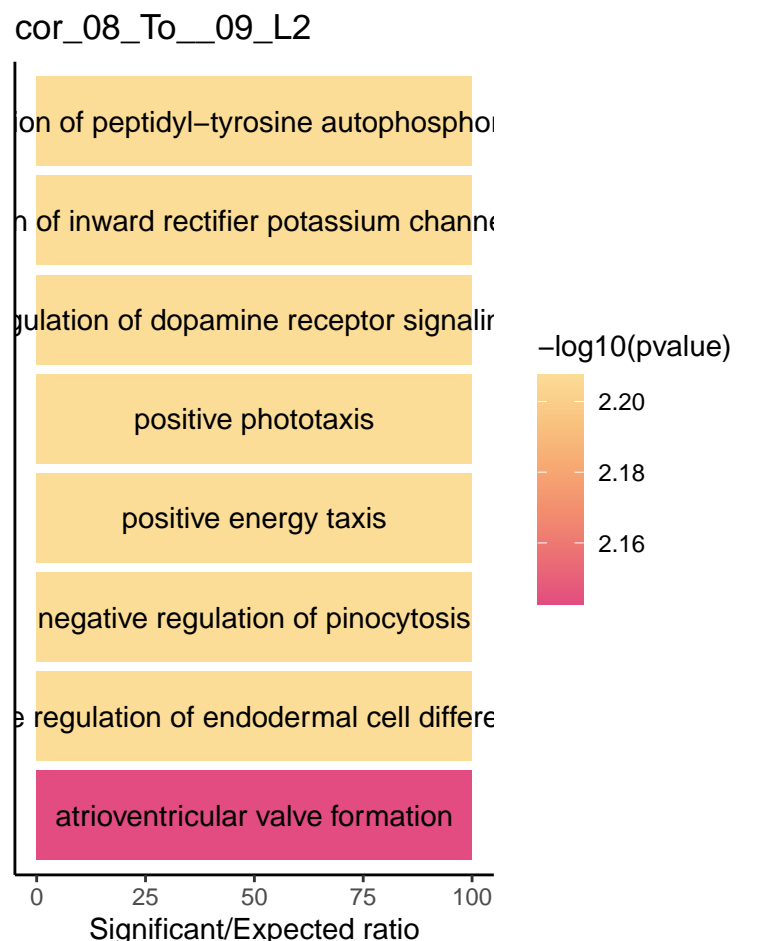 cor_08_To__09_L2
ion of peptidyl−tyrosine autophosphor
n of inward rectifier potassium channe
gulation of dopamine receptor signalin
positive phototaxis
positive energy taxis
negative regulation of pinocytosis
e regulation of endodermal cell differe
atrioventricular valve formation
0 25 50 75 100
Significant/Expected ratio
−log10(pvalue)
2.20
2.18
2.16